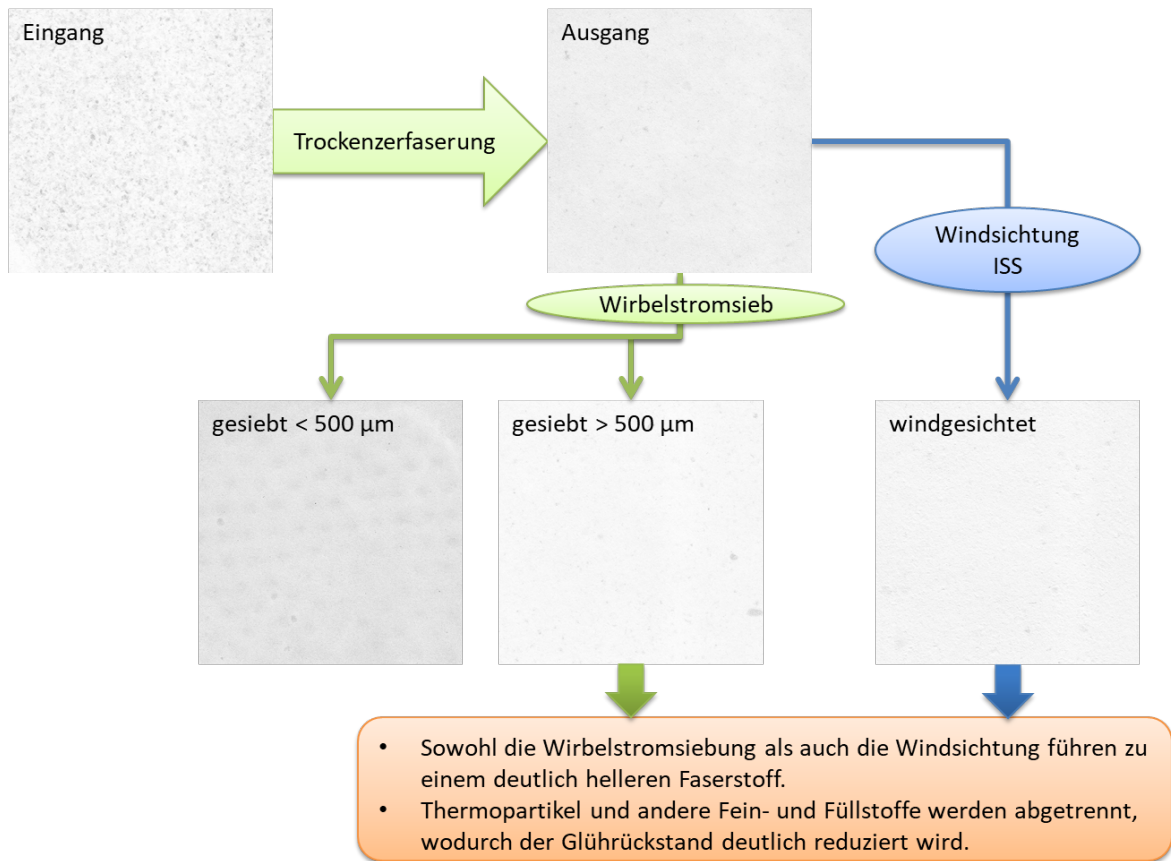 Eingang
Ausgang
Trockenzerfaserung
Windsichtung
ISS
Wirbelstromsieb
gesiebt < 500 µm
gesiebt > 500 µm
windgesichtet
• Sowohl die Wirbelstromsiebung als auch die Windsichtung führen zu
einem deutlich helleren Faserstoff.
• Thermopartikel und andere Fein- und Füllstoffe werden abgetrennt,
wodurch der Glührückstand deutlich reduziert wird.